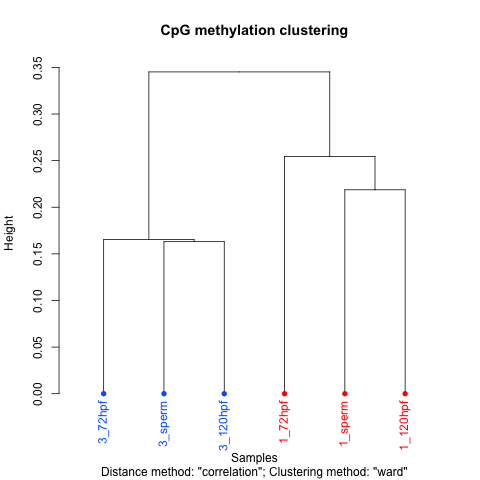 CpG methylation clustering
Height
0.35
0.30
0.25
0.20
0.15
0.10
0.05
0.00
3_72hpf
3_sperm
3_120hpf
1_72hpf
1_sperm
1_120hpf
Samples
Distance method: "correlation"; Clustering method: "ward"